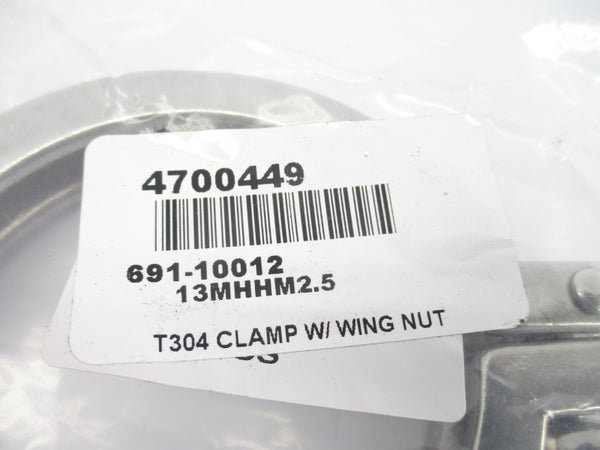 4700449
691-10012
13MHHM2.5
T304 CLAMP W/ WING NUT